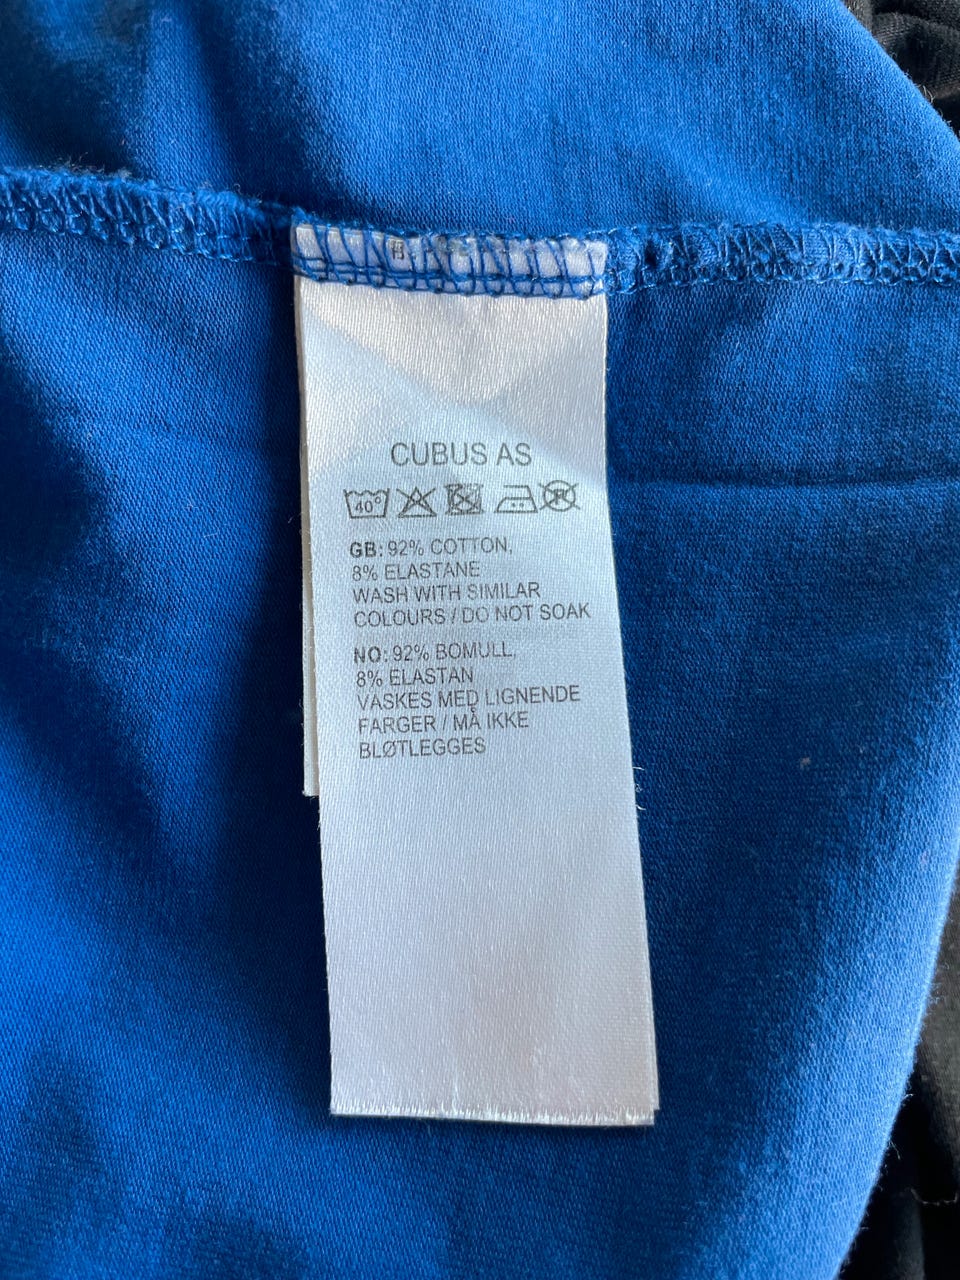 CUBUS AS
40°
GB: 92% COTTON,
8% ELASTANE
WASH WITH SIMILAR
COLOURS / DO NOT SOAK
NO: 92% BOMULL,
8% ELASTAN
VASKES MED LIGNENDE
FARGER / MÅ IKKE
BLØTLEGGES